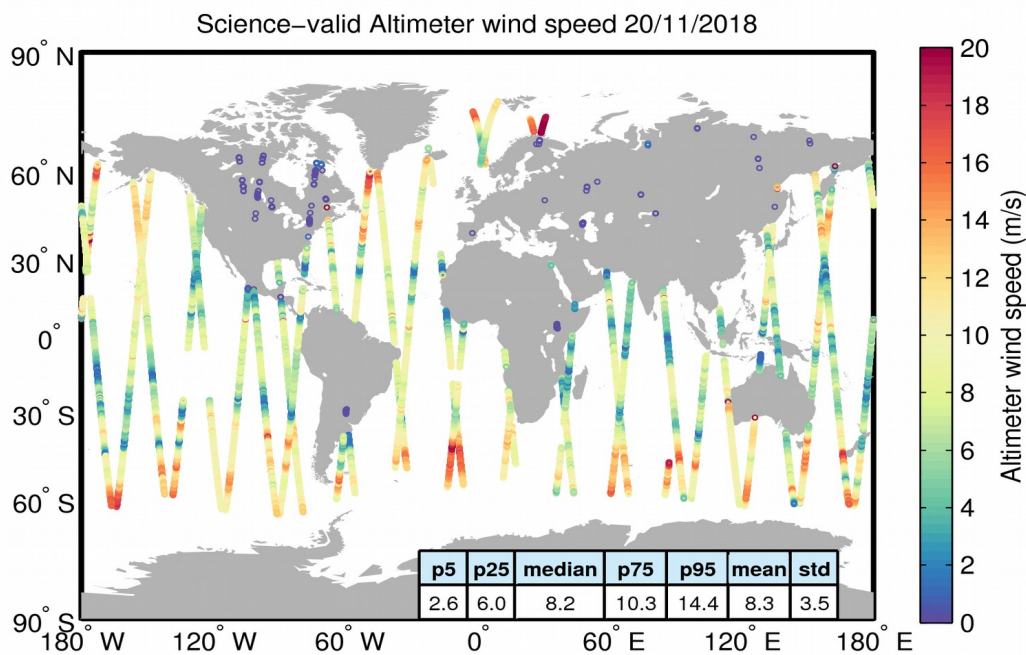 Science−valid Altimeter wind speed 20/11/2018
90° N
60° N
30° N
0°
30° S
60° S
90° S
180° W
120° W
60° W
0°
60° E
120° E
180° E
20
18
16
14
12
10
8
6
4
2
0
Altimeter wind speed (m/s)
p5 p25 median p75 p95 mean std
2.6 6.0 8.2 10.3 14.4 8.3 3.5